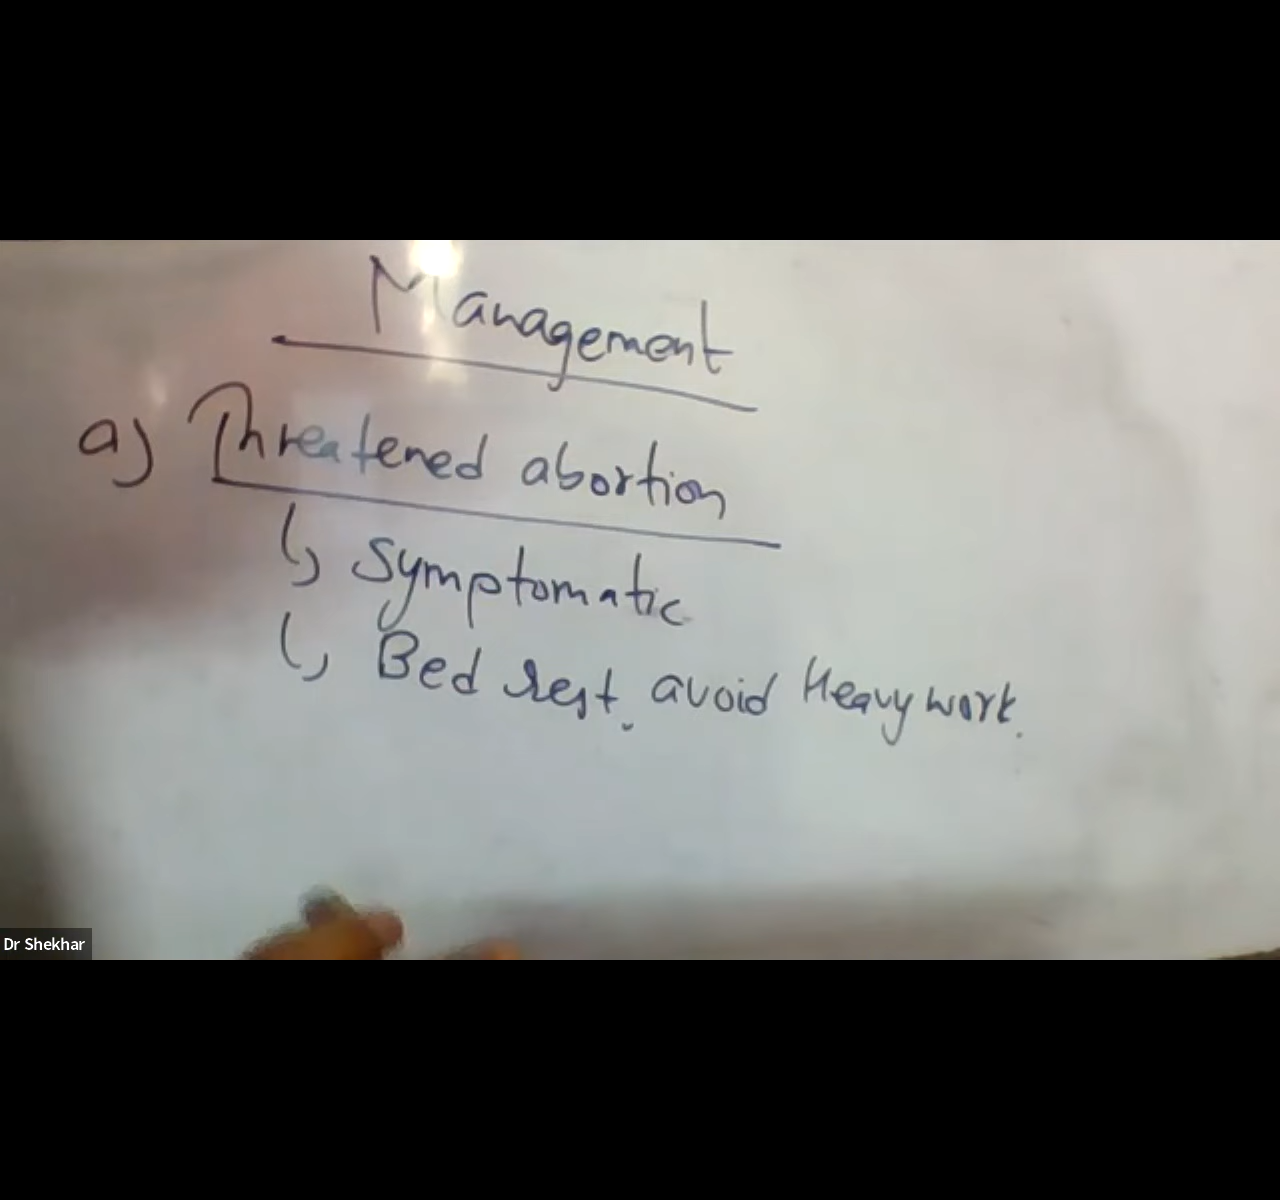 Management
a) Threatened abortion
↳ Symptomatic
↳ Bed rest. avoid Heavy work.
Dr Shekhar